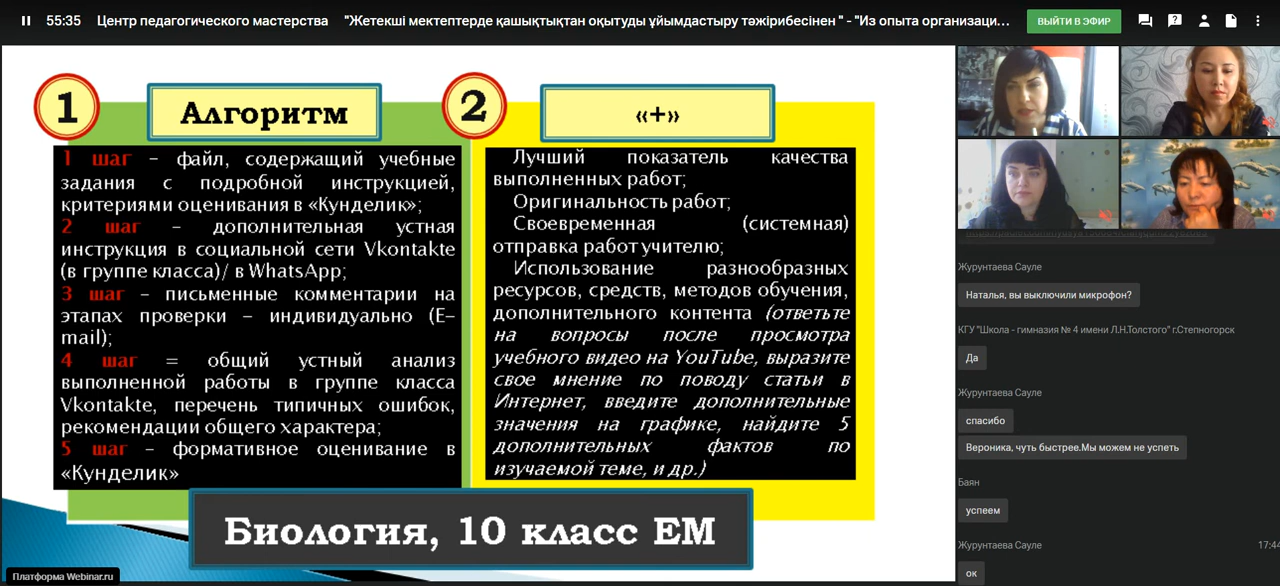 55:35 Центр педагогического мастерства "Жетекші мектептерде қашықтықтан оқытуды ұйымдастыру тәжірибесінен " - "Из опыта организаци...
ВЫЙТИ В ЭФИР
1
Алгоритм
1 шаг – файл, содержащий учебные
задания с подробной инструкцией,
критериями оценивания в «Кунделик»;
2 шаг – дополнительная устная
инструкция в социальной сети Vkontakte
(в группе класса)/ в WhatsApp;
3 шаг – письменные комментарии на
этапах проверки – индивидуально (E–
mail);
4 шаг = общий устный анализ
выполненной работы в группе класса
Vkontakte, перечень типичных ошибок,
рекомендации общего характера;
5 шаг – формативное оценивание в
«Кунделик»
2
«+»
Лучший показатель качества
выполненных работ;
Оригинальность работ;
Своевременная (системная)
отправка работ учителю;
Использование разнообразных
ресурсов, средств, методов обучения,
дополнительного контента (ответьте
на вопросы после просмотра
учебного видео на YouTube, выразите
свое мнение по поводу статьи в
Интернет, введите дополнительные
значения на графике, найдите 5
дополнительных фактов по
изучаемой теме, и др.)
Биология, 10 класс ЕМ
Платформа Webinar.ru
Журунтаева Сауле
Наталья, вы выключили микрофон?
КГУ "Школа - гимназия № 4 имени Л.Н.Толстого" г.Степногорск
Да
Журунтаева Сауле
спасибо
Вероника, чуть быстрее.Мы можем не успеть
Баян
успеем
Журунтаева Сауле 17:44
ок